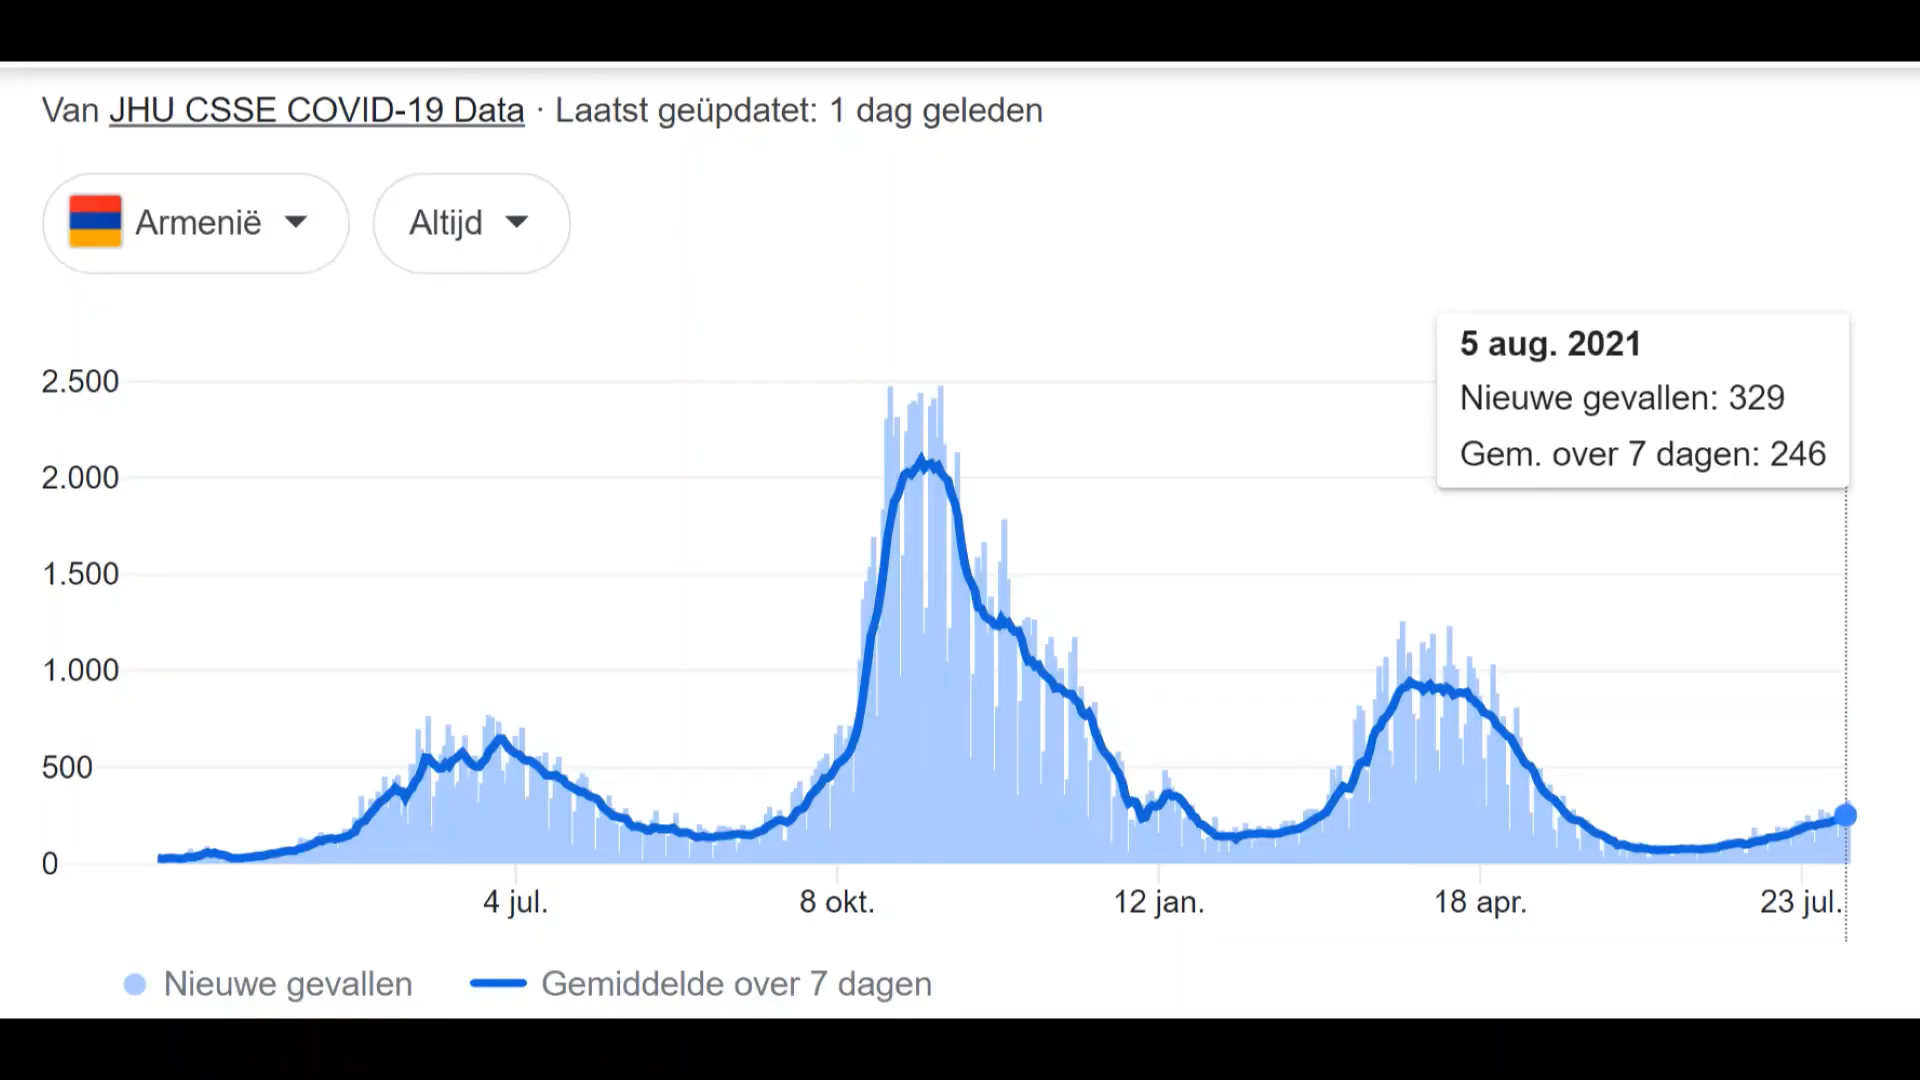 Van JHU CSSE COVID-19 Data · Laatst geüpdatet: 1 dag geleden
Armenië
Altijd
5 aug. 2021
Nieuwe gevallen: 329
Gem. over 7 dagen: 246
2.500
2.000
1.500
1.000
500
0
4 jul.
8 okt.
12 jan.
18 apr.
23 jul.
Nieuwe gevallen
Gemiddelde over 7 dagen